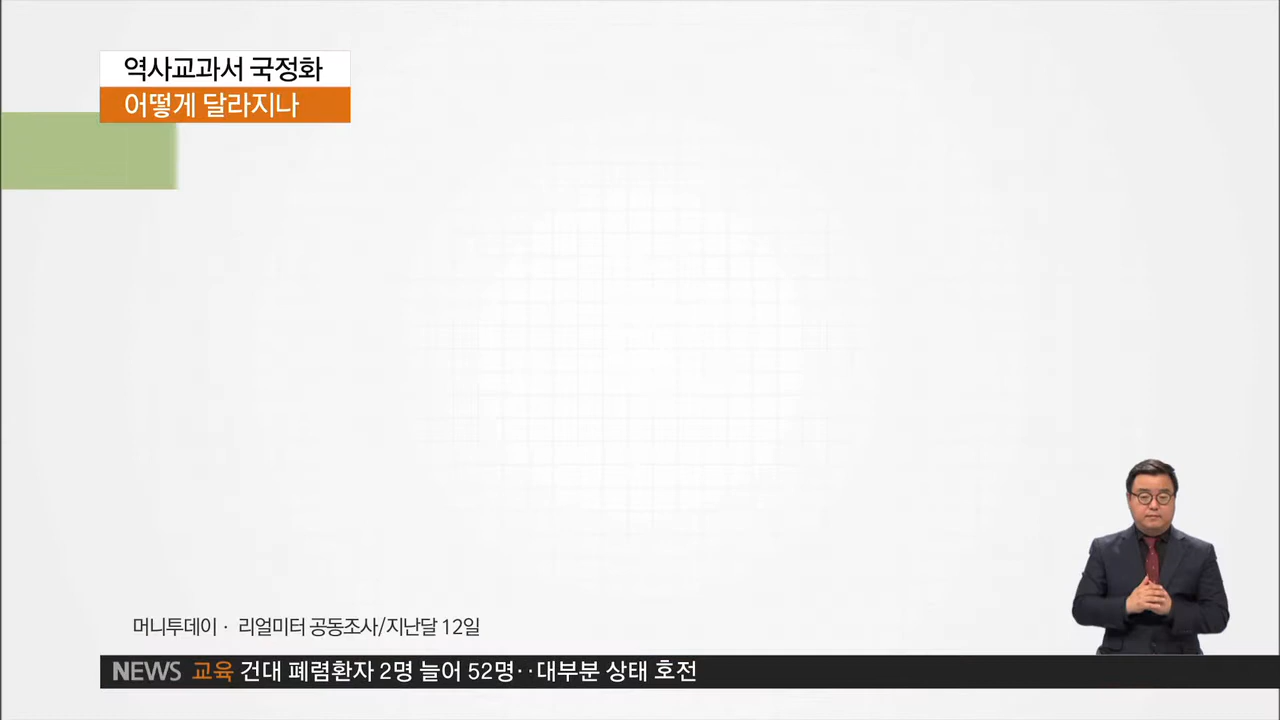 역사교과서 국정화
어떻게 달라지나
머니투데이 · 리얼미터 공동조사/지난달 12일
NEWS 교육 건대 폐렴환자 2명 늘어 52명‥대부분 상태 호전